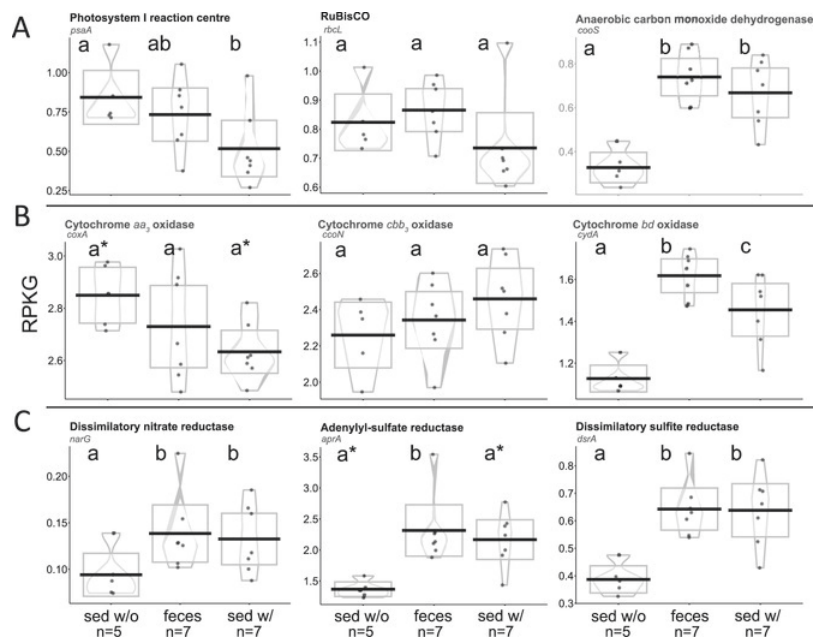 A
Photosystem I reaction centre
psaA
a ab b
1.00
0.75
0.50
0.25
RuBisCO
rbcL
a a a
1.0
0.9
0.8
0.7
0.6
Anaerobic carbon monoxide dehydrogenase
cooS
a b b
0.8
0.6
0.4
B
RPKG
Cytochrome aa3 oxidase
coxA
a* a a*
3.0
2.8
2.6
Cytochrome cbb3 oxidase
ccoN
a a a
2.6
2.4
2.2
2.0
Cytochrome bd oxidase
cydA
a b c
1.6
1.4
1.2
C
Dissimilatory nitrate reductase
narG
a b b
0.20
0.15
0.10
Adenylyl-sulfate reductase
aprA
a* b a*
3.5
3.0
2.5
2.0
1.5
Dissimilatory sulfite reductase
dsrA
a b b
0.8
0.7
0.6
0.5
0.4
0.3
sed w/o feces sed w/
n=5 n=7 n=7
sed w/o feces sed w/
n=5 n=7 n=7
sed w/o feces sed w/
n=5 n=7 n=7